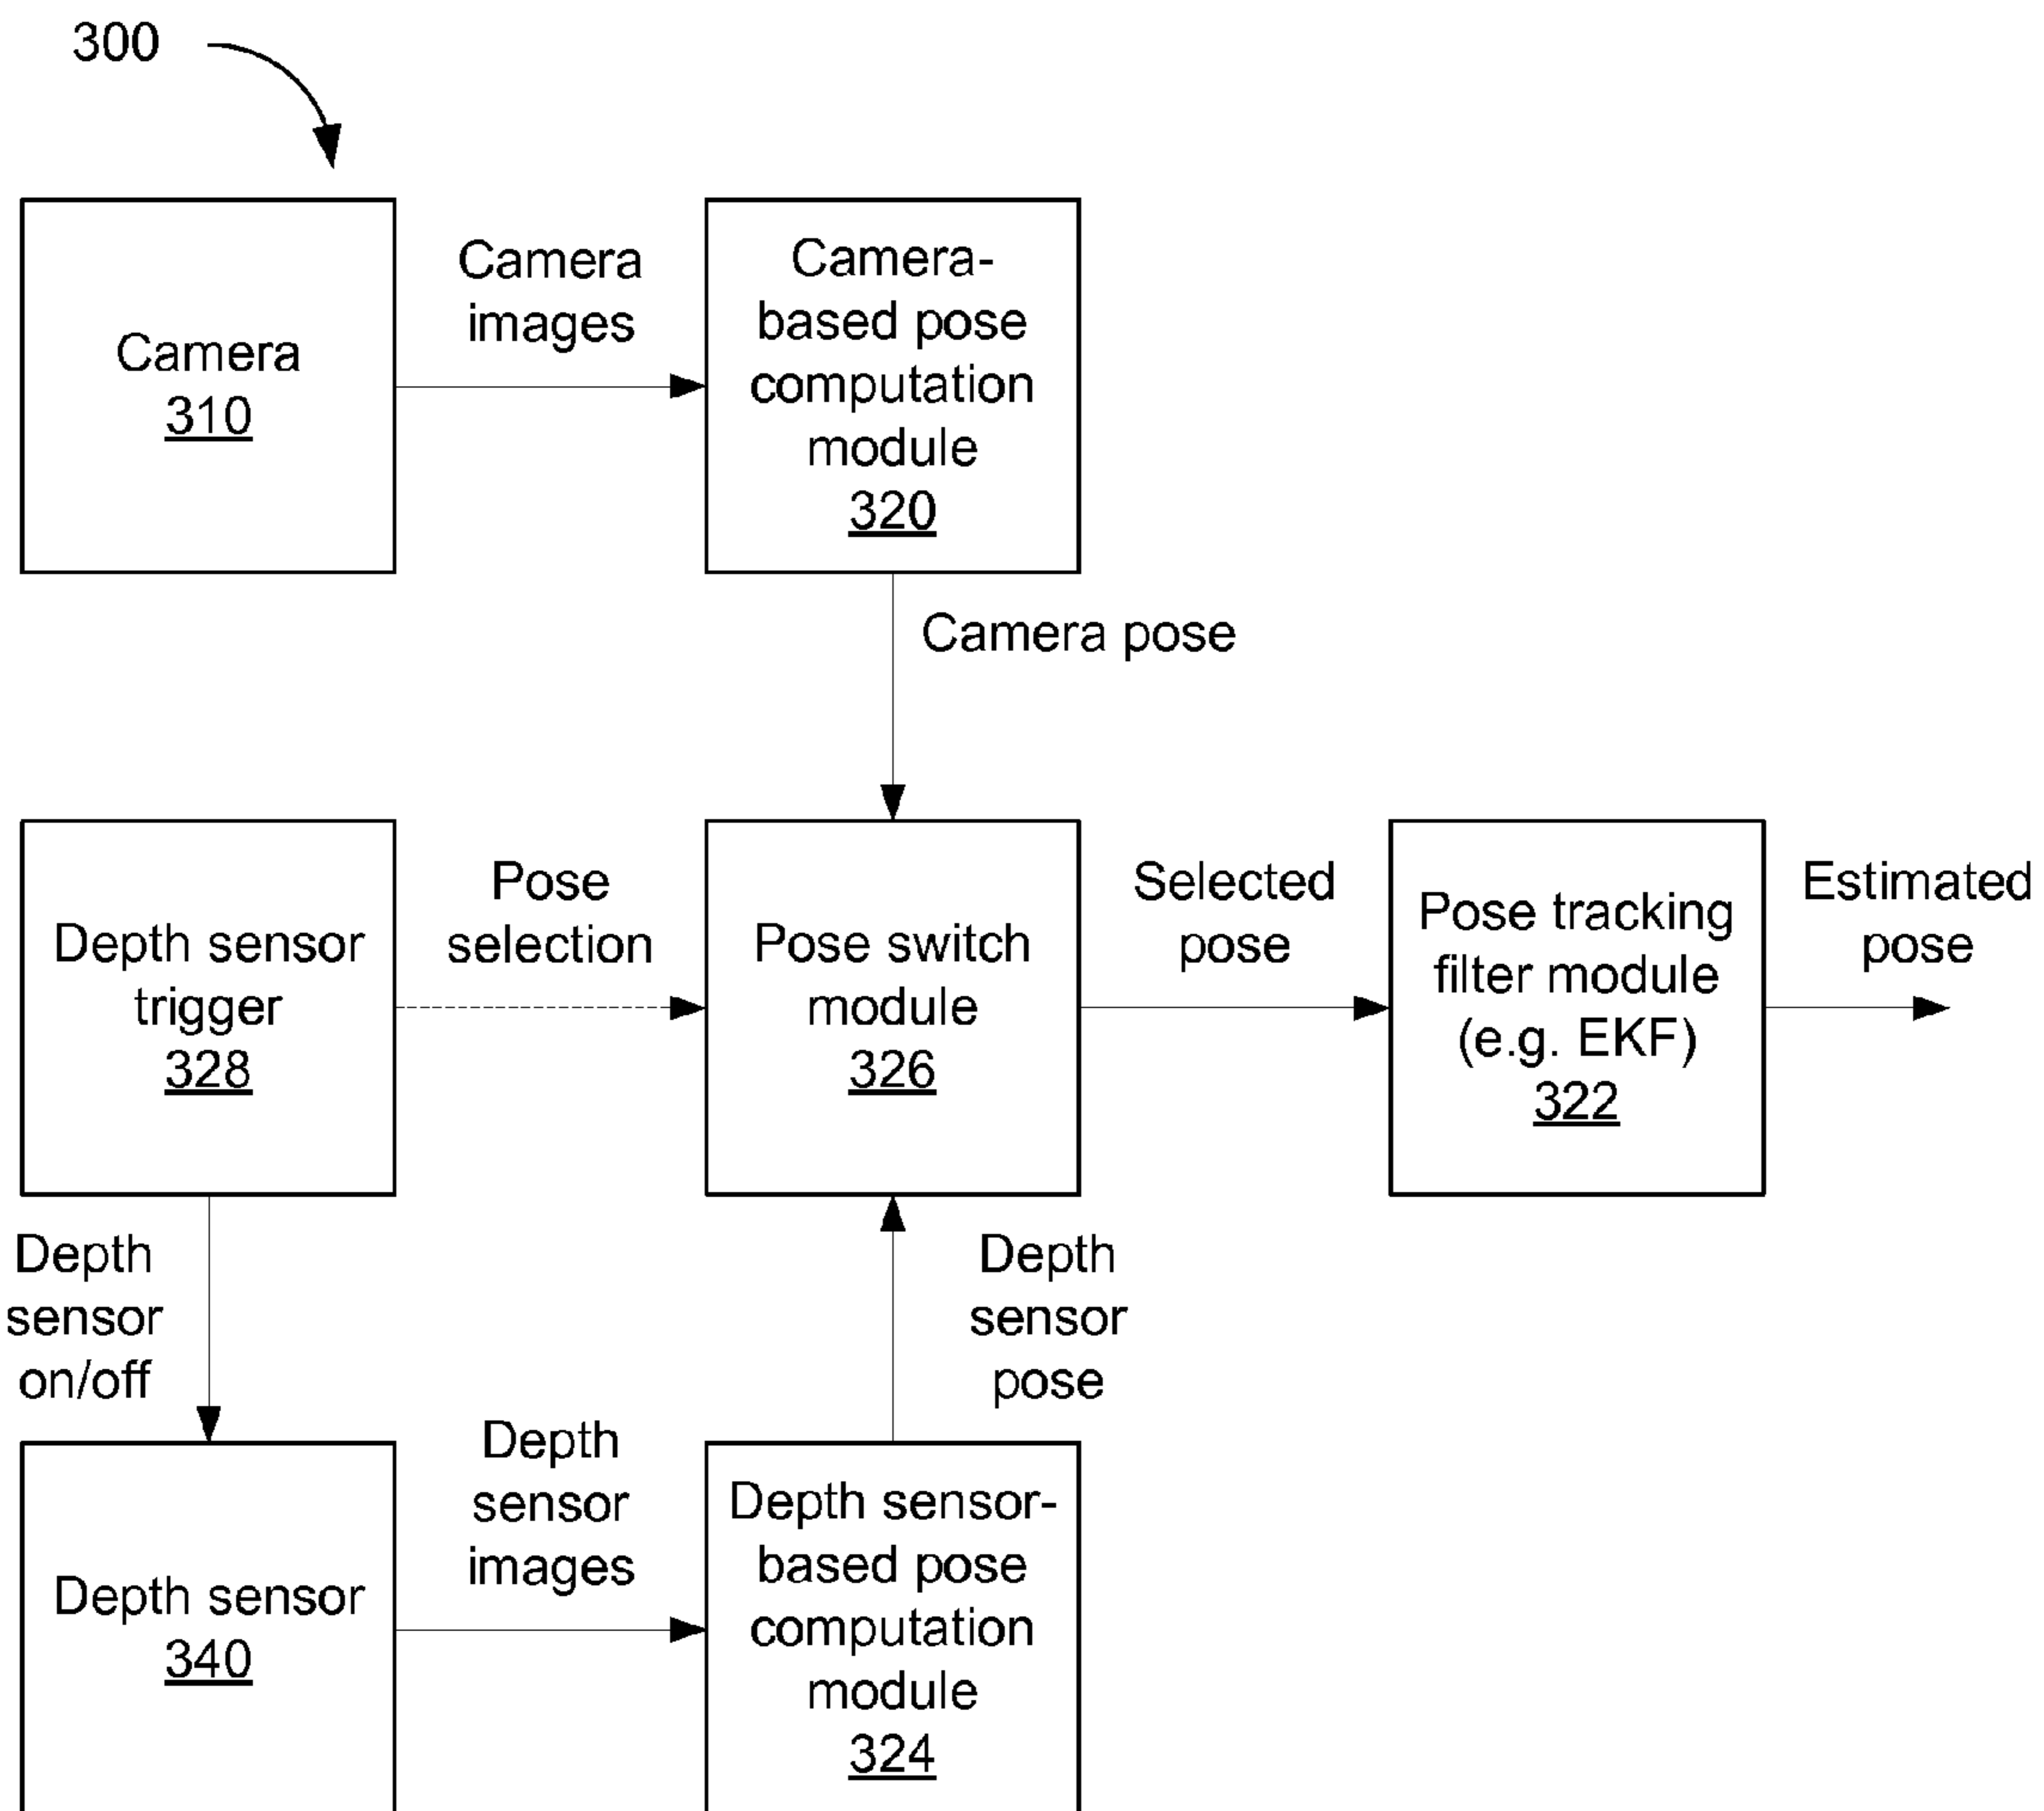 300
Camera
310
Camera
images
Camera-
based pose
computation
module
320
Camera pose
Depth sensor
trigger
328
Pose
selection
Pose switch
module
326
Selected
pose
Pose tracking
filter module
(e.g. EKF)
322
Estimated
pose
Depth
sensor
on/off
Depth
sensor
pose
Depth sensor
340
Depth
sensor
images
Depth sensor-
based pose
computation
module
324